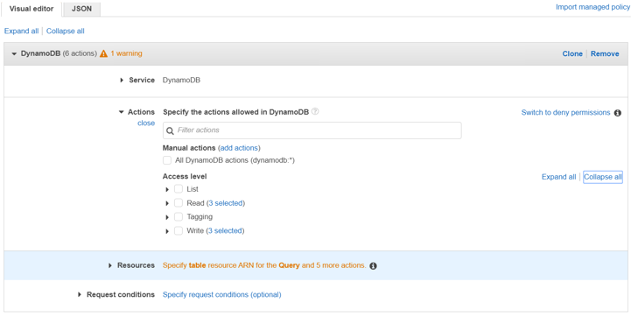 Visual editor JSON Import managed policy
Expand all | Collapse all
DynamoDB (6 actions) 1 warning Clone | Remove
Service DynamoDB
Actions Specify the actions allowed in DynamoDB Switch to deny permissions
close
Filter actions
Manual actions (add actions)
All DynamoDB actions (dynamodb:*)
Access level Expand all | Collapse all
List
Read (3 selected)
Tagging
Write (3 selected)
Resources Specify table resource ARN for the Query and 5 more actions.
Request conditions Specify request conditions (optional)